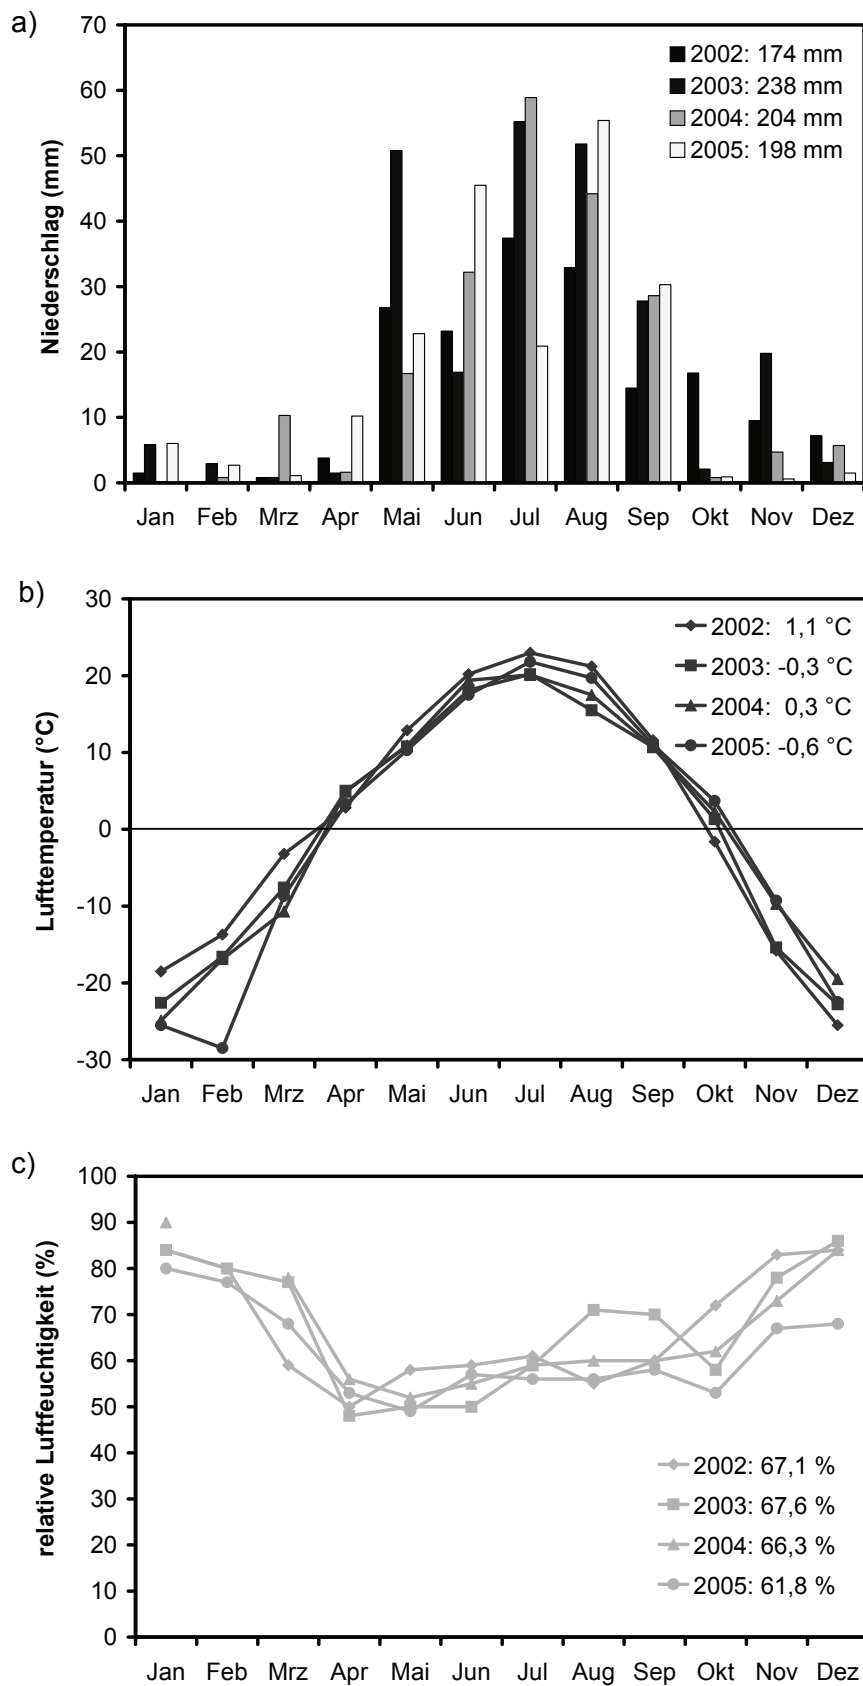 a)
Niederschlag (mm)
70
60
50
40
30
20
10
0
2002: 174 mm
2003: 238 mm
2004: 204 mm
2005: 198 mm
Jan Feb Mrz Apr Mai Jun Jul Aug Sep Okt Nov Dez
b)
Lufttemperatur (°C)
30
20
10
0
-10
-20
-30
2002: 1,1 °C
2003: -0,3 °C
2004: 0,3 °C
2005: -0,6 °C
Jan Feb Mrz Apr Mai Jun Jul Aug Sep Okt Nov Dez
c)
relative Luftfeuchtigkeit (%)
100
90
80
70
60
50
40
30
20
10
0
2002: 67,1 %
2003: 67,6 %
2004: 66,3 %
2005: 61,8 %
Jan Feb Mrz Apr Mai Jun Jul Aug Sep Okt Nov Dez